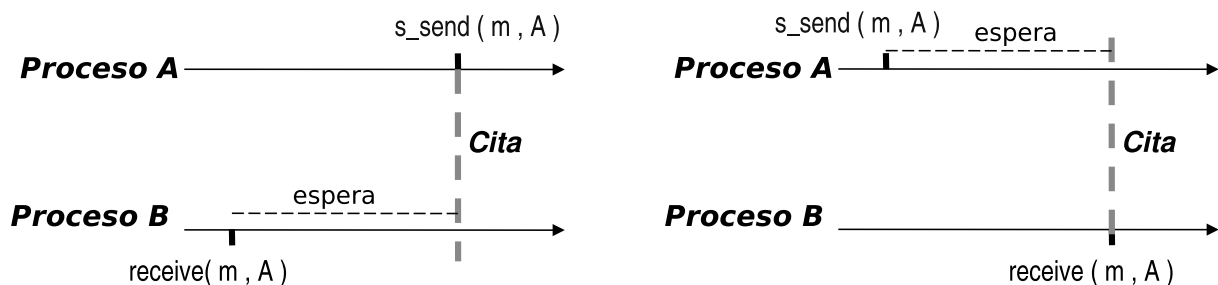 s_send ( m , A )
Proceso A
Cita
espera
Proceso B
receive( m , A )
s_send ( m , A )
espera
Proceso A
Cita
Proceso B
receive ( m , A )